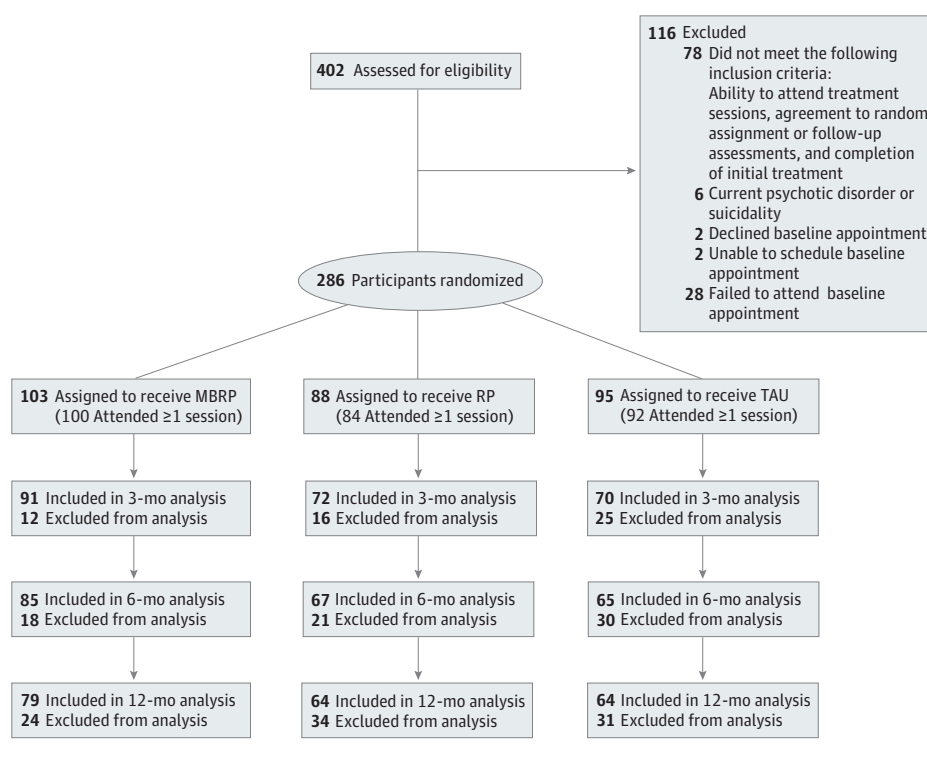 402 Assessed for eligibility
116 Excluded
78 Did not meet the following
inclusion criteria:
Ability to attend treatment
sessions, agreement to random
assignment or follow-up
assessments, and completion
of initial treatment
6 Current psychotic disorder or
suicidality
2 Declined baseline appointment
2 Unable to schedule baseline
appointment
28 Failed to attend baseline
appointment
286 Participants randomized
103 Assigned to receive MBRP
(100 Attended ≥1 session)
88 Assigned to receive RP
(84 Attended ≥1 session)
95 Assigned to receive TAU
(92 Attended ≥1 session)
91 Included in 3-mo analysis
12 Excluded from analysis
72 Included in 3-mo analysis
16 Excluded from analysis
70 Included in 3-mo analysis
25 Excluded from analysis
85 Included in 6-mo analysis
18 Excluded from analysis
67 Included in 6-mo analysis
21 Excluded from analysis
65 Included in 6-mo analysis
30 Excluded from analysis
79 Included in 12-mo analysis
24 Excluded from analysis
64 Included in 12-mo analysis
34 Excluded from analysis
64 Included in 12-mo analysis
31 Excluded from analysis